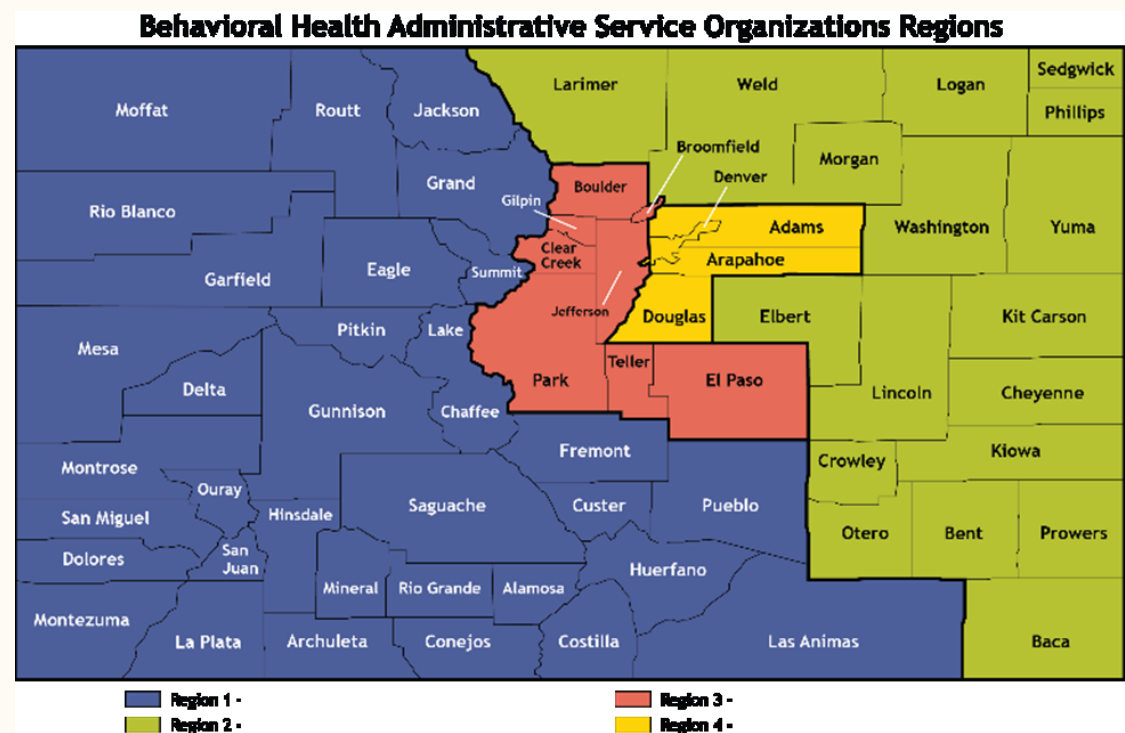 Behavioral Health Administrative Service Organizations Regions
Moffat
Routt
Jackson
Larimer
Weld
Logan
Sedgwick
Phillips
Rio Blanco
Grand
Gilpin
Boulder
Broomfield
Denver
Morgan
Washington
Yuma
Garfield
Eagle
Summit
Clear
Creek
Jefferson
Adams
Arapahoe
Douglas
Elbert
Kit Carson
Mesa
Pitkin
Lake
Park
Teller
El Paso
Lincoln
Cheyenne
Delta
Gunnison
Chaffee
Fremont
Crowley
Kiowa
Montrose
Ouray
Hinsdale
Saguache
Custer
Pueblo
Otero
Bent
Prowers
San Miguel
Dolores
San
Juan
Mineral
Rio Grande
Alamosa
Huerfano
Montezuma
La Plata
Archuleta
Conejos
Costilla
Las Animas
Baca
Region 1 -
Region 2 -
Region 3 -
Region 4 -